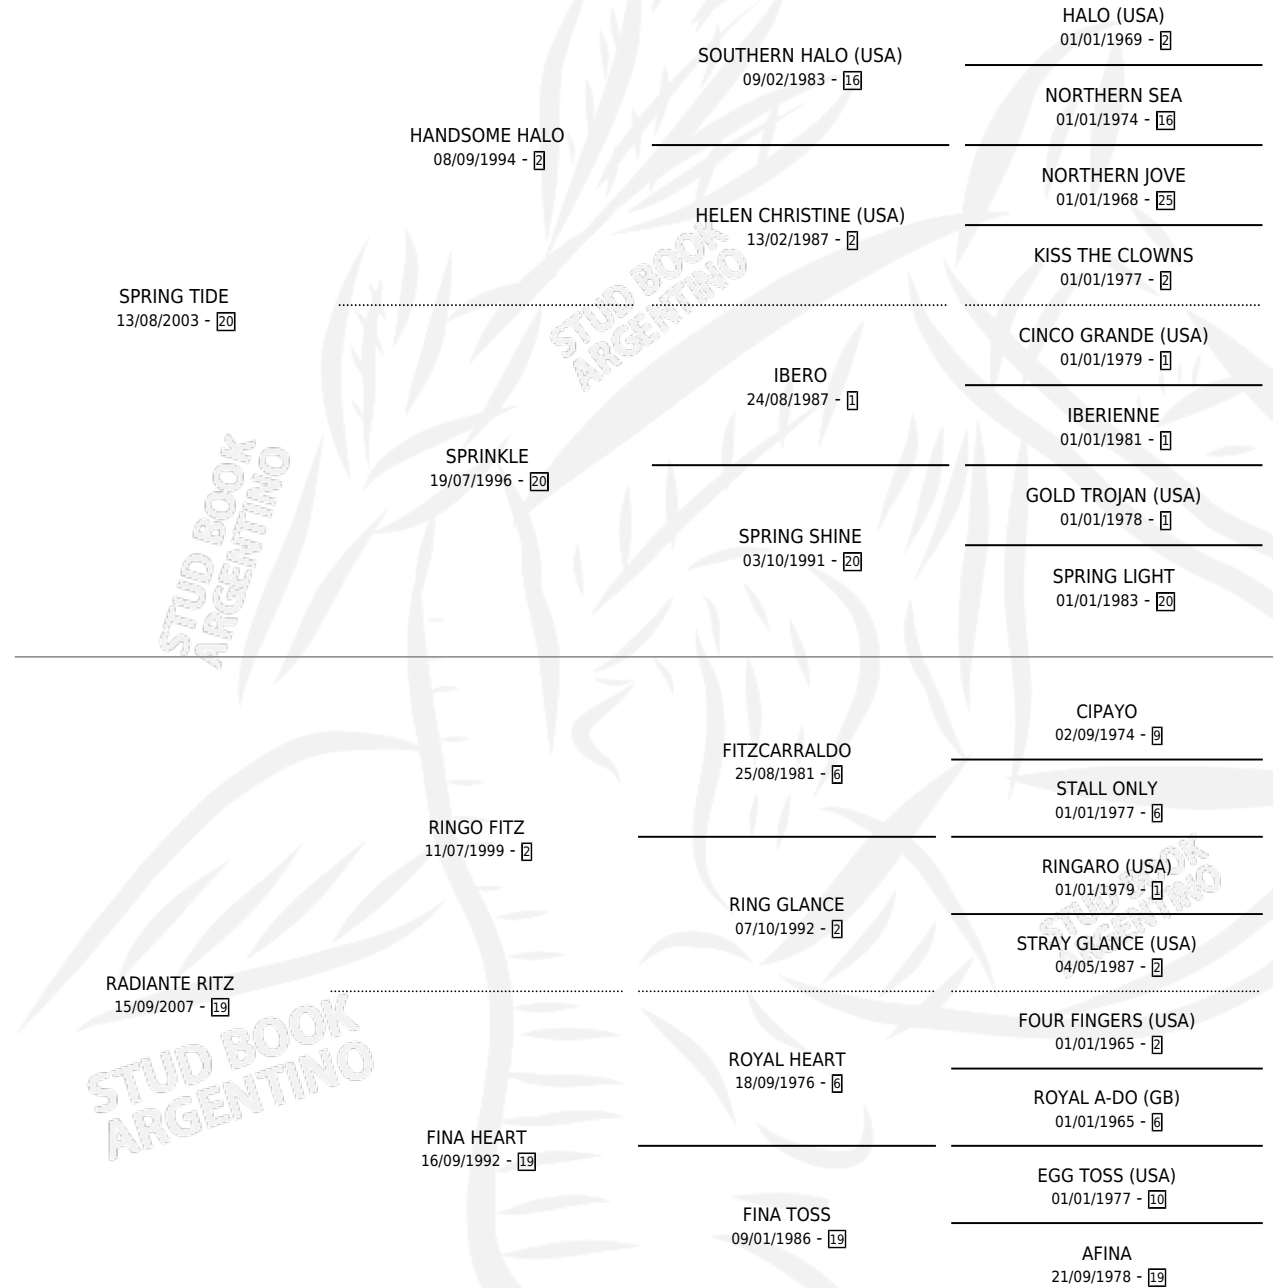 HALO (USA)
01/01/1969 - 2
SOUTHERN HALO (USA)
09/02/1983 - 16
NORTHERN SEA
01/01/1974 - 16
HANDSOME HALO
08/09/1994 - 2
NORTHERN JOVE
01/01/1968 - 25
HELEN CHRISTINE (USA)
13/02/1987 - 2
KISS THE CLOWNS
01/01/1977 - 2
SPRING TIDE
13/08/2003 - 20
STUD BOOK
ARGENTINO
CINCO GRANDE (USA)
01/01/1979 - 1
IBERO
24/08/1987 - 1
IBERIENNE
01/01/1981 - 1
SPRINKLE
19/07/1996 - 20
GOLD TROJAN (USA)
01/01/1978 - 1
SPRING SHINE
03/10/1991 - 20
SPRING LIGHT
01/01/1983 - 20
STUD BOOK
ARGENTINO
CIPAYO
02/09/1974 - 9
FITZCARRALDO
25/08/1981 - 6
STALL ONLY
01/01/1977 - 6
RINGO FITZ
11/07/1999 - 2
RINGARO (USA)
01/01/1979 - 1
RING GLANCE
07/10/1992 - 2
STRAY GLANCE (USA)
04/05/1987 - 2
STUD BOOK
ARGENTINO
RADIANTE RITZ
15/09/2007 - 19
STUD BOOK
ARGENTINO
FOUR FINGERS (USA)
01/01/1965 - 2
ROYAL HEART
18/09/1976 - 6
ROYAL A-DO (GB)
01/01/1965 - 6
FINA HEART
16/09/1992 - 19
EGG TOSS (USA)
01/01/1977 - 10
FINA TOSS
09/01/1986 - 19
AFINA
21/09/1978 - 19